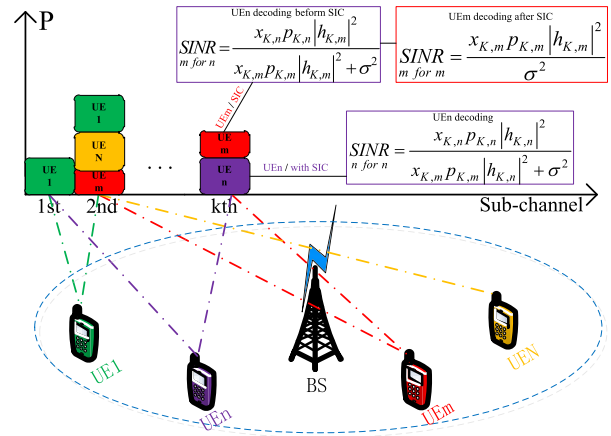 P
UEn decoding beform SIC
SINR m for n = x_{K,n} p_{K,n} |h_{K,m}|^2 / x_{K,m} p_{K,m} |h_{K,m}|^2 + σ^2
UEm decoding after SIC
SINR m for m = x_{K,m} p_{K,m} |h_{K,m}|^2 / σ^2
UEm / SIC
UEn decoding
SINR n for n = x_{K,n} p_{K,n} |h_{K,n}|^2 / x_{K,m} p_{K,m} |h_{K,n}|^2 + σ^2
UEn / with SIC
UE 1
UE 1
UE N
UE m
. . .
UE m
UE n
1st
2nd
kth
Sub-channel
UE1
UEn
BS
UEm
UEN